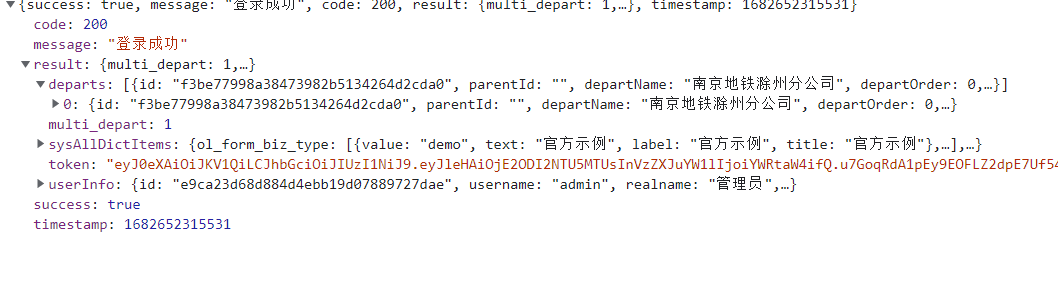 {success: true, message: "登录成功", code: 200, result: {multi_depart: 1,…}, timestamp: 1682652315531}
code: 200
message: "登录成功"
result: {multi_depart: 1,…}
departs: [{id: "f3be77998a38473982b5134264d2cda0", parentId: "", departName: "南京地铁滁州分公司", departOrder: 0,…}]
0: {id: "f3be77998a38473982b5134264d2cda0", parentId: "", departName: "南京地铁滁州分公司", departOrder: 0,…}
multi_depart: 1
sysAllDictItems: {ol_form_biz_type: [{value: "demo", text: "官方示例", label: "官方示例", title: "官方示例"},…],…}
token: "eyJ0eXAiOiJKV1QiLCJhbGciOiJIUzI1NiJ9.eyJleHAiOjE2ODI2NTU5MTUsInVzZXJuYW1lIjoiYWRtaW4ifQ.u7GoqRdA1pEy9EOFLZ2dpE7Uf54
userInfo: {id: "e9ca23d68d884d4ebb19d07889727dae", username: "admin", realname: "管理员",…}
success: true
timestamp: 1682652315531